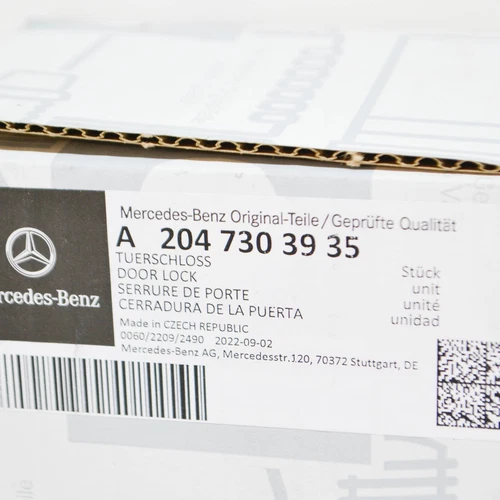 Mercedes-Benz Original-Teile/Geprüfte Qualität
A 204 730 39 35
TUERSCHLOSS
DOOR LOCK
SERRURE DE PORTE
CERRADURA DE LA PUERTA
Stück
unit
unité
unidad
rcedes-Benz
Made in CZECH REPUBLIC
0060/2209/2490 2022-09-02
Mercedes-Benz AG, Mercedesstr.120, 70372 Stuttgart, DE